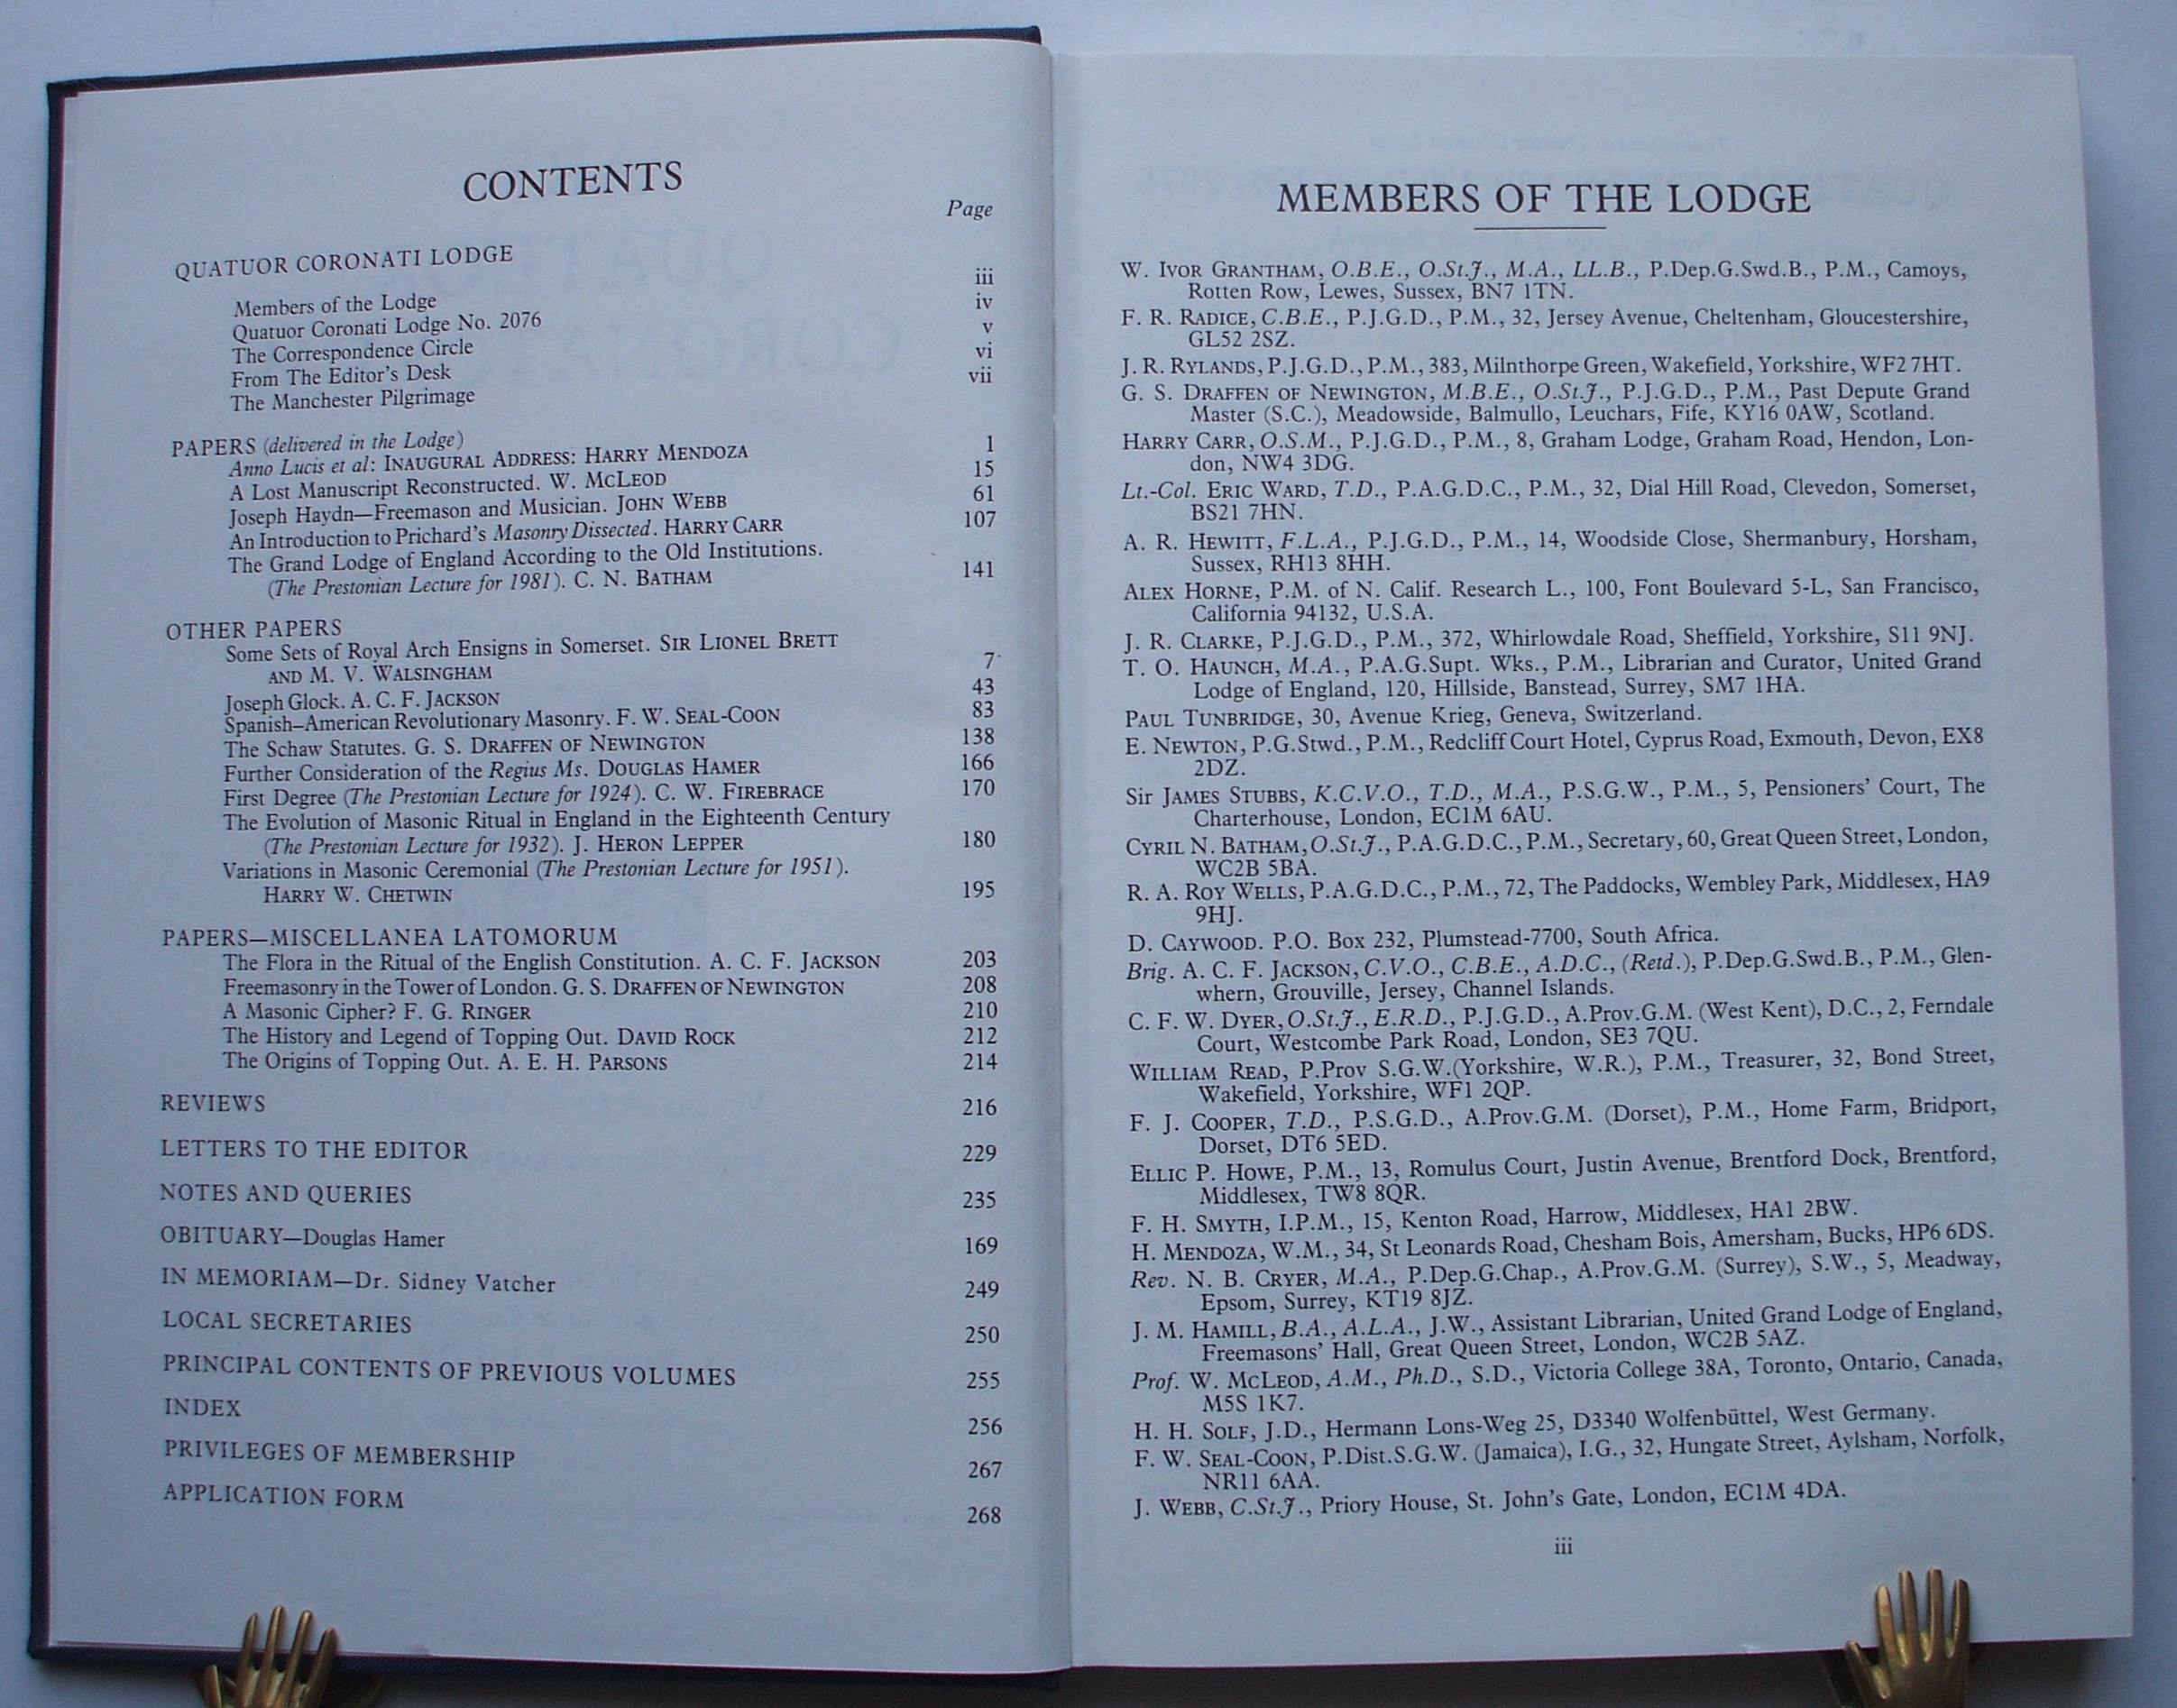 CONTENTS
Page
QUATUOR CORONATI LODGE
Members of the Lodge iii
Quatuor Coronati Lodge No. 2076 iv
The Correspondence Circle v
From The Editor's Desk vi
The Manchester Pilgrimage vii
PAPERS (delivered in the Lodge)
Anno Lucis et al: INAUGURAL ADDRESS: HARRY MENDOZA 1
A Lost Manuscript Reconstructed. W. MCLEOD 15
Joseph Haydn—Freemason and Musician. JOHN WEBB 61
An Introduction to Prichard's Masonry Dissected. HARRY CARR 107
The Grand Lodge of England According to the Old Institutions.
(The Prestonian Lecture for 1981). C. N. BATHAM 141
OTHER PAPERS
Some Sets of Royal Arch Ensigns in Somerset. SIR LIONEL BRETT
AND M. V. WALSINGHAM 7
Joseph Glock. A. C. F. JACKSON 43
Spanish–American Revolutionary Masonry. F. W. SEAL-COON 83
The Schaw Statutes. G. S. DRAFFEN OF NEWINGTON 138
Further Consideration of the Regius Ms. DOUGLAS HAMER 166
First Degree (The Prestonian Lecture for 1924). C. W. FIREBRACE 170
The Evolution of Masonic Ritual in England in the Eighteenth Century
(The Prestonian Lecture for 1932). J. HERON LEPPER 180
Variations in Masonic Ceremonial (The Prestonian Lecture for 1951).
HARRY W. CHETWIN 195
PAPERS—MISCELLANEA LATOMORUM
The Flora in the Ritual of the English Constitution. A. C. F. JACKSON 203
Freemasonry in the Tower of London. G. S. DRAFFEN OF NEWINGTON 208
A Masonic Cipher? F. G. RINGER 210
The History and Legend of Topping Out. DAVID ROCK 212
The Origins of Topping Out. A. E. H. PARSONS 214
REVIEWS 216
LETTERS TO THE EDITOR 229
NOTES AND QUERIES 235
OBITUARY—Douglas Hamer 169
IN MEMORIAM—Dr. Sidney Vatcher 249
LOCAL SECRETARIES 250
PRINCIPAL CONTENTS OF PREVIOUS VOLUMES 255
INDEX 256
PRIVILEGES OF MEMBERSHIP 267
APPLICATION FORM 268
MEMBERS OF THE LODGE
W. IVOR GRANTHAM, O.B.E., O.St.J., M.A., LL.B., P.Dep.G.Swd.B., P.M., Camoys,
Rotten Row, Lewes, Sussex, BN7 1TN.
F. R. RADICE, C.B.E., P.J.G.D., P.M., 32, Jersey Avenue, Cheltenham, Gloucestershire,
GL52 2SZ.
J. R. RYLANDS, P.J.G.D., P.M., 383, Milnthorpe Green, Wakefield, Yorkshire, WF2 7HT.
G. S. DRAFFEN OF NEWINGTON, M.B.E., O.St.J., P.J.G.D., P.M., Past Depute Grand
Master (S.C.), Meadowside, Balmullo, Leuchars, Fife, KY16 0AW, Scotland.
HARRY CARR, O.S.M., P.J.G.D., P.M., 8, Graham Lodge, Graham Road, Hendon, Lon-
don, NW4 3DG.
Lt.-Col. ERIC WARD, T.D., P.A.G.D.C., P.M., 32, Dial Hill Road, Clevedon, Somerset,
BS21 7HN.
A. R. HEWITT, F.L.A., P.J.G.D., P.M., 14, Woodside Close, Shermanbury, Horsham,
Sussex, RH13 8HH.
ALEX HORNE, P.M. of N. Calif. Research L., 100, Font Boulevard 5-L, San Francisco,
California 94132, U.S.A.
J. R. CLARKE, P.J.G.D., P.M., 372, Whirlowdale Road, Sheffield, Yorkshire, S11 9NJ.
T. O. HAUNCH, M.A., P.A.G.Supt. Wks., P.M., Librarian and Curator, United Grand
Lodge of England, 120, Hillside, Banstead, Surrey, SM7 1HA.
PAUL TUNBRIDGE, 30, Avenue Krieg, Geneva, Switzerland.
E. NEWTON, P.G.Stwd., P.M., Redcliff Court Hotel, Cyprus Road, Exmouth, Devon, EX8
2DZ.
Sir JAMES STUBBS, K.C.V.O., T.D., M.A., P.S.G.W., P.M., 5, Pensioners' Court, The
Charterhouse, London, EC1M 6AU.
CYRIL N. BATHAM, O.St.J., P.A.G.D.C., P.M., Secretary, 60, Great Queen Street, London,
WC2B 5BA.
R. A. ROY WELLS, P.A.G.D.C., P.M., 72, The Paddocks, Wembley Park, Middlesex, HA9
9HJ.
D. CAYWOOD. P.O. Box 232, Plumstead-7700, South Africa.
Brig. A. C. F. JACKSON, C.V.O., C.B.E., A.D.C., (Retd.), P.Dep.G.Swd.B., P.M., Glen-
whern, Grouville, Jersey, Channel Islands.
C. F. W. DYER, O.St.J., E.R.D., P.J.G.D., A.Prov.G.M. (West Kent), D.C., 2, Ferndale
Court, Westcombe Park Road, London, SE3 7QU.
WILLIAM READ, P.Prov S.G.W.(Yorkshire, W.R.), P.M., Treasurer, 32, Bond Street,
Wakefield, Yorkshire, WF1 2QP.
F. J. COOPER, T.D., P.S.G.D., A.Prov.G.M. (Dorset), P.M., Home Farm, Bridport,
Dorset, DT6 5ED.
ELLIC P. HOWE, P.M., 13, Romulus Court, Justin Avenue, Brentford Dock, Brentford,
Middlesex, TW8 8QR.
F. H. SMYTH, I.P.M., 15, Kenton Road, Harrow, Middlesex, HA1 2BW.
H. MENDOZA, W.M., 34, St Leonards Road, Chesham Bois, Amersham, Bucks, HP6 6DS.
Rev. N. B. CRYER, M.A., P.Dep.G.Chap., A.Prov.G.M. (Surrey), S.W., 5, Meadway,
Epsom, Surrey, KT19 8JZ.
J. M. HAMILL, B.A., A.L.A., J.W., Assistant Librarian, United Grand Lodge of England,
Freemasons' Hall, Great Queen Street, London, WC2B 5AZ.
Prof. W. MCLEOD, A.M., Ph.D., S.D., Victoria College 38A, Toronto, Ontario, Canada,
M5S 1K7.
H. H. SOLF, J.D., Hermann Lons-Weg 25, D3340 Wolfenbüttel, West Germany.
F. W. SEAL-COON, P.Dist.S.G.W. (Jamaica), I.G., 32, Hungate Street, Aylsham, Norfolk,
NR11 6AA.
J. WEBB, C.St.J., Priory House, St. John's Gate, London, EC1M 4DA.
iii